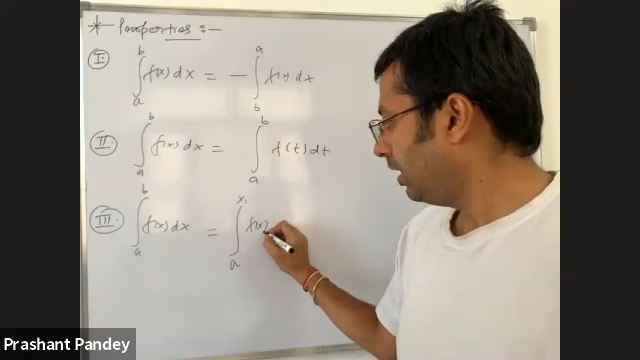 * Properties :-
I. ∫_a^b f(x) dx = - ∫_b^a f(x) dx
II ∫_a^b f(x) dx = ∫_a^b f(t) dt
III. ∫_a^b f(x) dx = ∫_a^{x₁} f(x)
Prashant Pandey